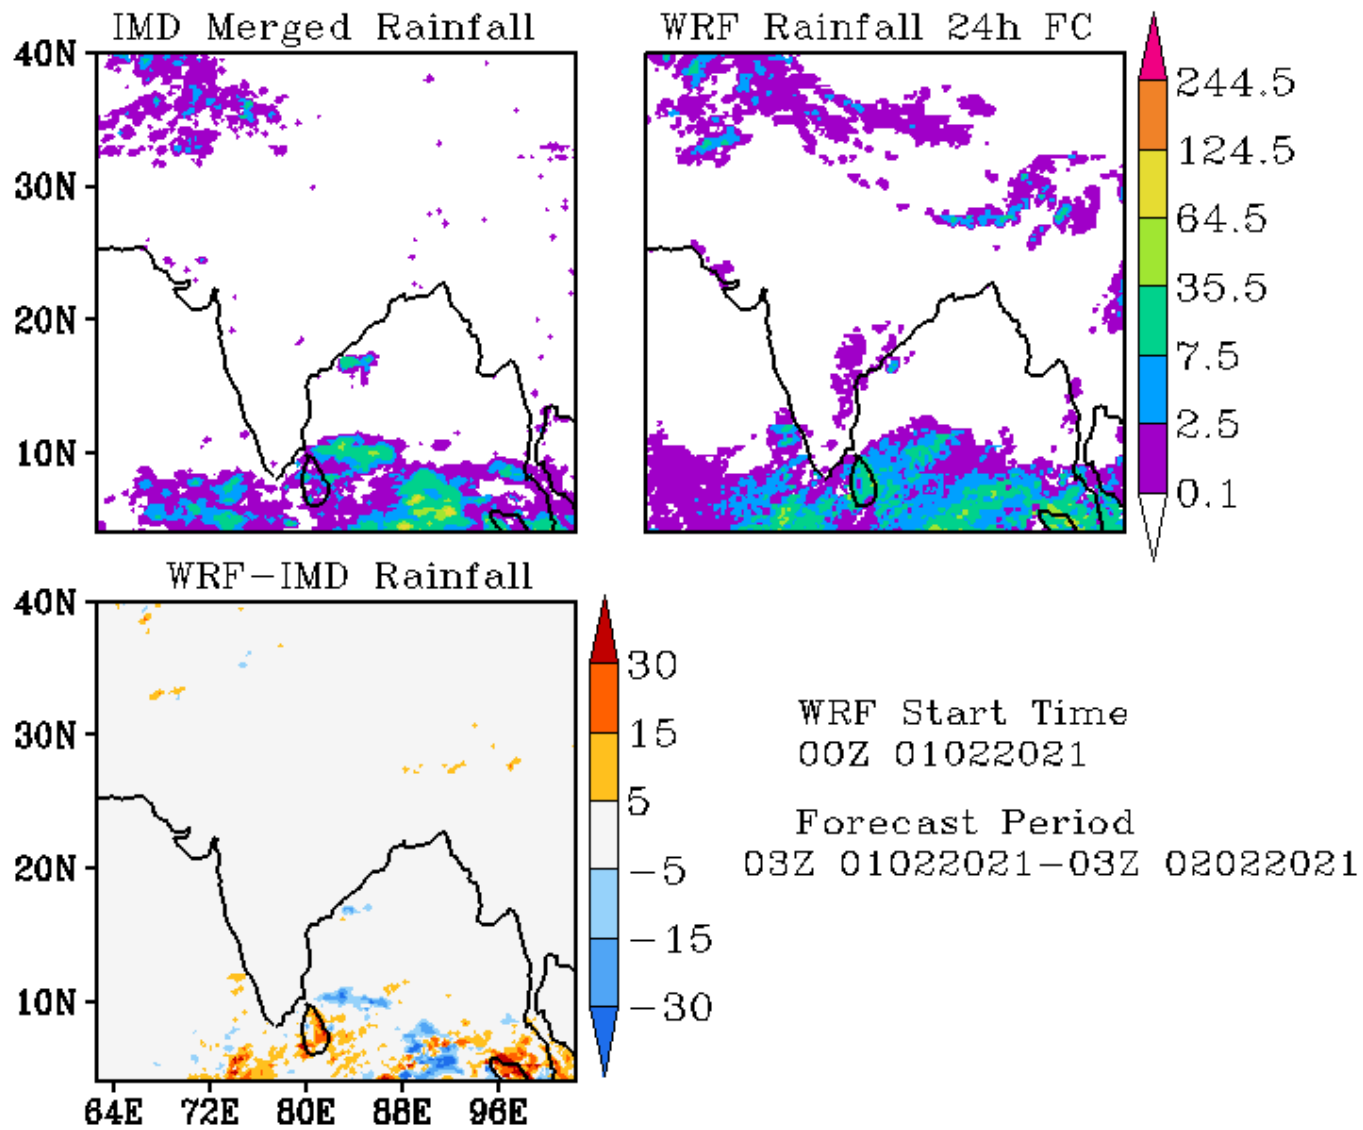 IMD Merged Rainfall
WRF Rainfall 24h FC
40N
30N
20N
10N
244.5
124.5
64.5
35.5
7.5
2.5
0.1
WRF-IMD Rainfall
40N
30N
20N
10N
64E 72E 80E 88E 96E
30
15
5
-5
-15
-30
WRF Start Time
00Z 01022021
Forecast Period
03Z 01022021-03Z 02022021